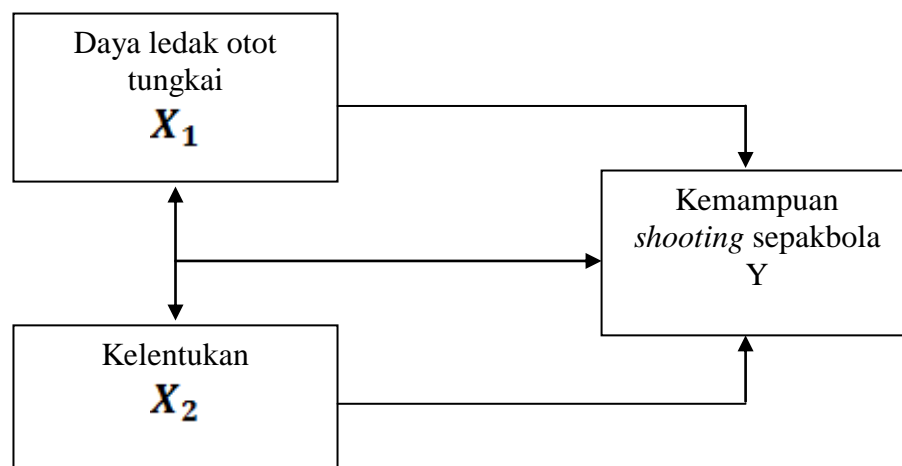 Daya ledak otot
tungkai
X₁
Kemampuan
shooting sepakbola
Y
Kelentukan
X₂